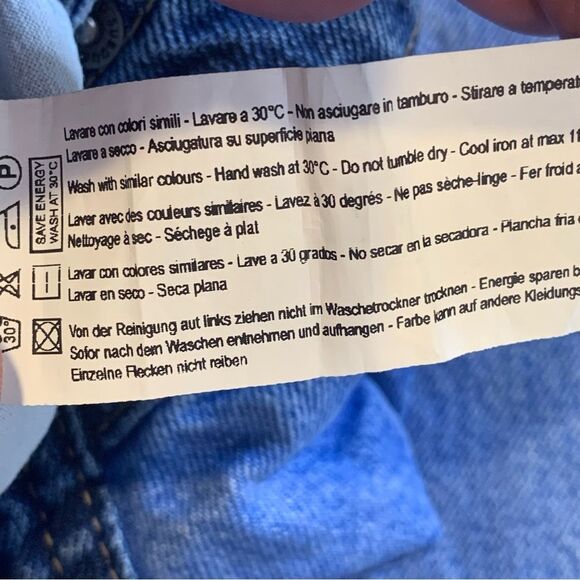 Lavare con colori simili - Lavare a 30°C - Non asciugare in tamburo - Stirare a temperat
Lavare a secco - Asciugatura su superficie piana
Wash with similar colours - Hand wash at 30°C - Do not tumble dry - Cool iron at max 11
Laver avec des couleurs similaires - Lavez à 30 degrés - Ne pas sèche-linge - Fer froid a
Nettoyage à sec - Séchege à plat
Lavar con colores similares - Lave a 30 grados - No secar en la secadora - Plancha fria
Lavar en seco - Seca plana
Von der Reinigung aut links ziehen nicht im Waschetrockner trocknen - Energie sparen b
Sofor nach dem Waschen entnehmen und aufhangen - Farbe kann auf andere Kleidungs
Einzelne Flecken nicht reiben
P
SAVE ENERGY
WASH AT 30°C
30°